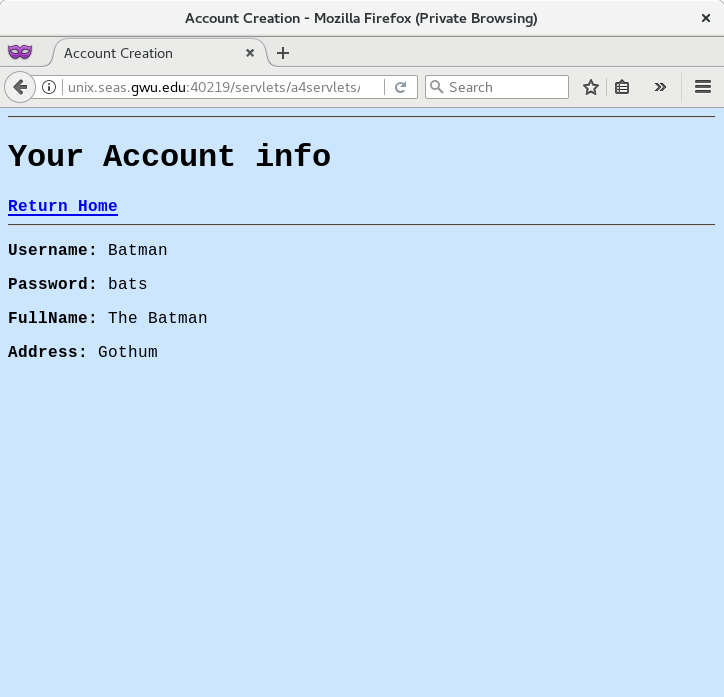 Account Creation - Mozilla Firefox (Private Browsing)
Account Creation
unix.seas.gwu.edu:40219/servlets/a4servlets/
Search
Your Account info
Return Home
Username: Batman
Password: bats
FullName: The Batman
Address: Gothum